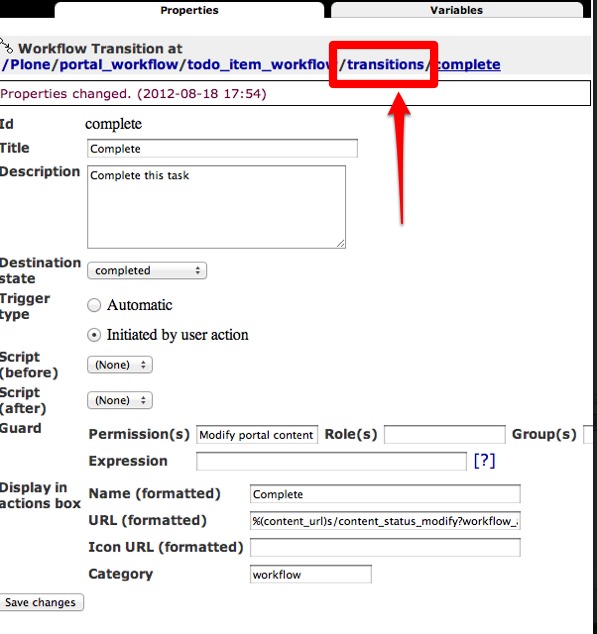 Properties Variables
Workflow Transition at
/Plone/portal_workflow/todo_item_workflow/transitions/complete
Properties changed. (2012-08-18 17:54)
Id complete
Title Complete
Description Complete this task
Destination state completed
Trigger type Automatic
Initiated by user action
Script (before) (None)
Script (after) (None)
Guard Permission(s) Modify portal content Role(s) Group(s)
Expression [?]
Display in actions box Name (formatted) Complete
URL (formatted) %(content_url)s/content_status_modify?workflow_
Icon URL (formatted)
Category workflow
Save changes